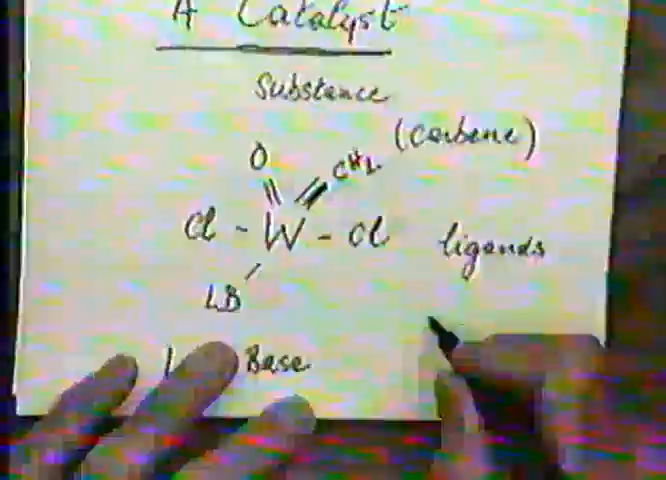 A Catalyst
Substance
(carbene)
O
CH2
Cl - W - Cl
ligands
LB
Base